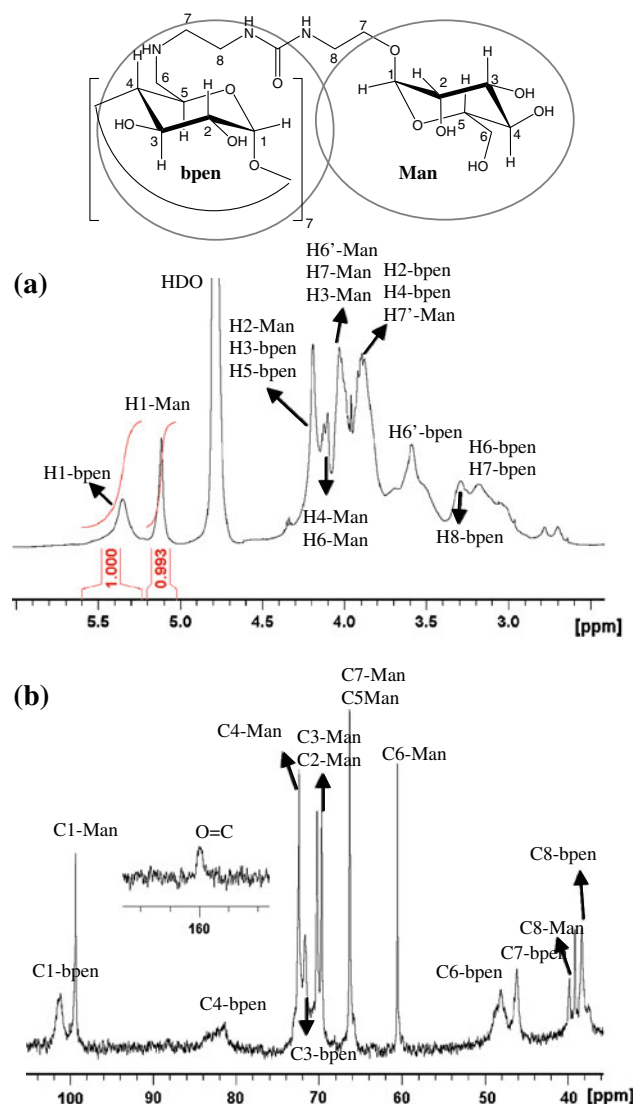 7
7
HN
8
H
N
O
H
N
8
7
O
H
4
6
5
H
O
3
HO
H
2
H
OH
1
H
O
bpen
7
H
1
H
2
H
3
H
O
OH
OH
OH
HO
H
5
6
4
H
HO
Man
(a)
HDO
H6’-Man
H7-Man
H3-Man
H2-bpen
H4-bpen
H7’-Man
H2-Man
H3-bpen
H5-bpen
H1-Man
H1-bpen
H6’-bpen
H6-bpen
H7-bpen
H4-Man
H6-Man
H8-bpen
1.000
0.993
5.5
5.0
4.5
4.0
3.5
3.0
[ppm]
(b)
C7-Man
C5Man
C4-Man
C3-Man
C2-Man
C6-Man
C1-Man
O=C
160
C8-bpen
C8-Man
C1-bpen
C4-bpen
C6-bpen
C7-bpen
C3-bpen
100
90
80
70
60
50
40
[ppm]